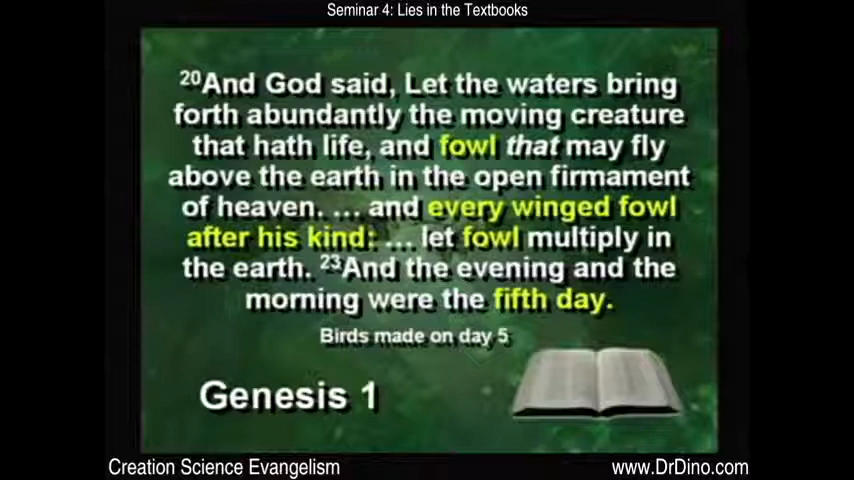 Seminar 4: Lies in the Textbooks
20And God said, Let the waters bring
forth abundantly the moving creature
that hath life, and fowl that may fly
above the earth in the open firmament
of heaven. ... and every winged fowl
after his kind: ... let fowl multiply in
the earth. 23And the evening and the
morning were the fifth day.
Birds made on day 5
Genesis 1
Creation Science Evangelism
www.DrDino.com